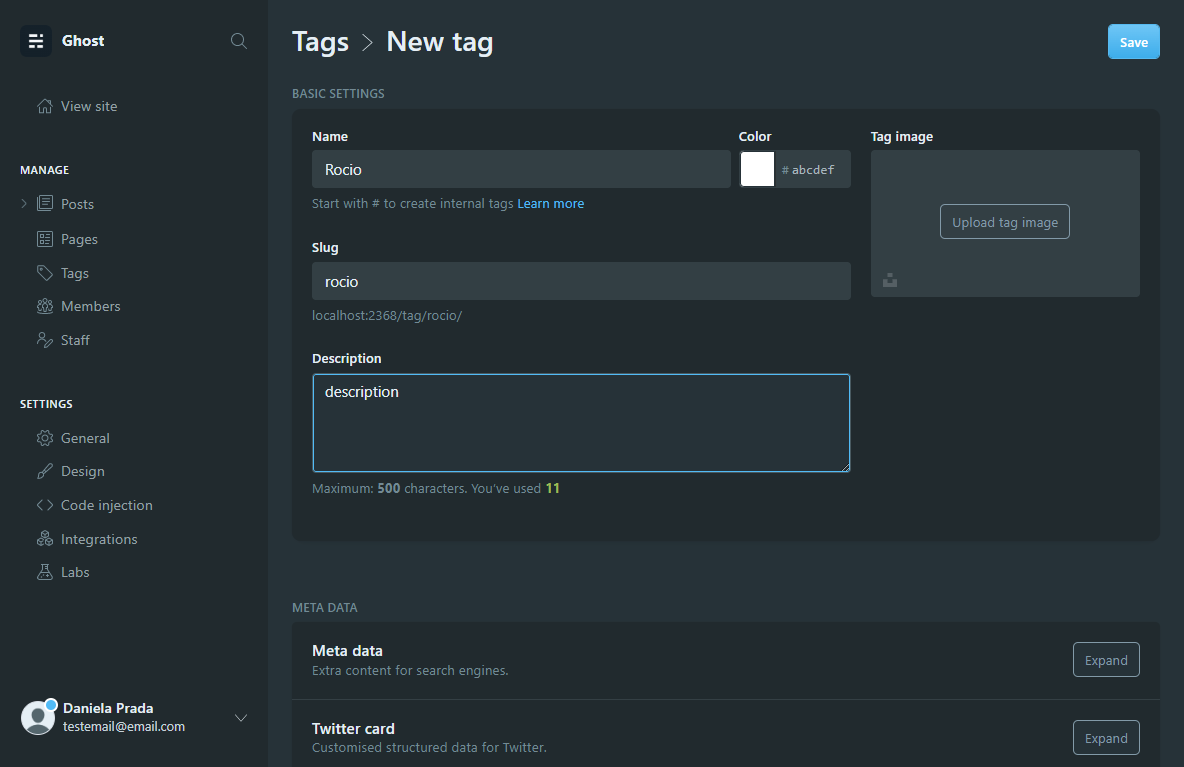 Ghost
View site
MANAGE
Posts
Pages
Tags
Members
Staff
SETTINGS
General
Design
Code injection
Integrations
Labs
Daniela Prada
testemail@email.com
Tags > New tag
Save
BASIC SETTINGS
Name
Rocio
Start with # to create internal tags Learn more
Color
# abcdef
Slug
rocio
localhost:2368/tag/rocio/
Description
description
Maximum: 500 characters. You've used 11
Tag image
Upload tag image
META DATA
Meta data
Extra content for search engines.
Expand
Twitter card
Customised structured data for Twitter.
Expand